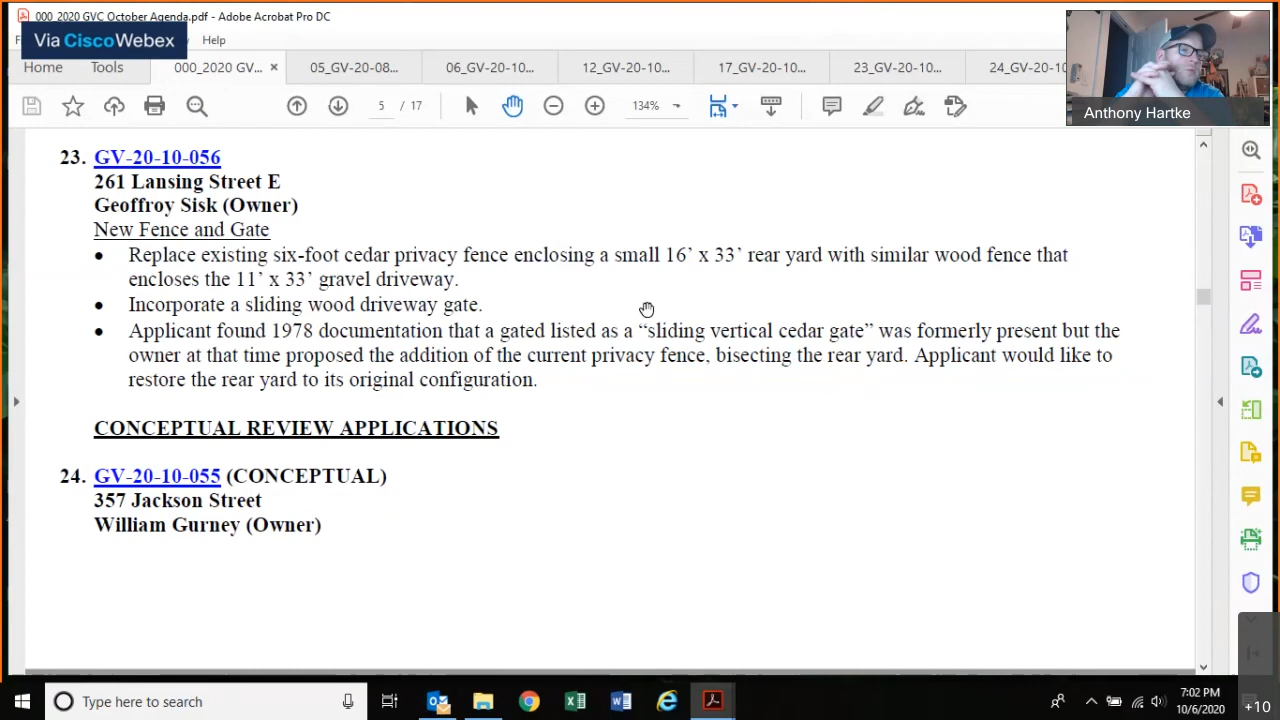 000_2020 GVC October Agenda.pdf - Adobe Acrobat Pro DC
Via CiscoWebex
Help
Home
Tools
000_2020 GV... ×
05_GV-20-08...
06_GV-20-10...
12_GV-20-10...
17_GV-20-10...
23_GV-20-10...
24_GV-20-10
5 / 17
134%
Anthony Hartke
23. GV-20-10-056
261 Lansing Street E
Geoffroy Sisk (Owner)
New Fence and Gate
• Replace existing six-foot cedar privacy fence enclosing a small 16’ x 33’ rear yard with similar wood fence that
encloses the 11’ x 33’ gravel driveway.
• Incorporate a sliding wood driveway gate.
• Applicant found 1978 documentation that a gated listed as a “sliding vertical cedar gate” was formerly present but the
owner at that time proposed the addition of the current privacy fence, bisecting the rear yard. Applicant would like to
restore the rear yard to its original configuration.
CONCEPTUAL REVIEW APPLICATIONS
24. GV-20-10-055 (CONCEPTUAL)
357 Jackson Street
William Gurney (Owner)
Type here to search
7:02 PM
10/6/2020
+10